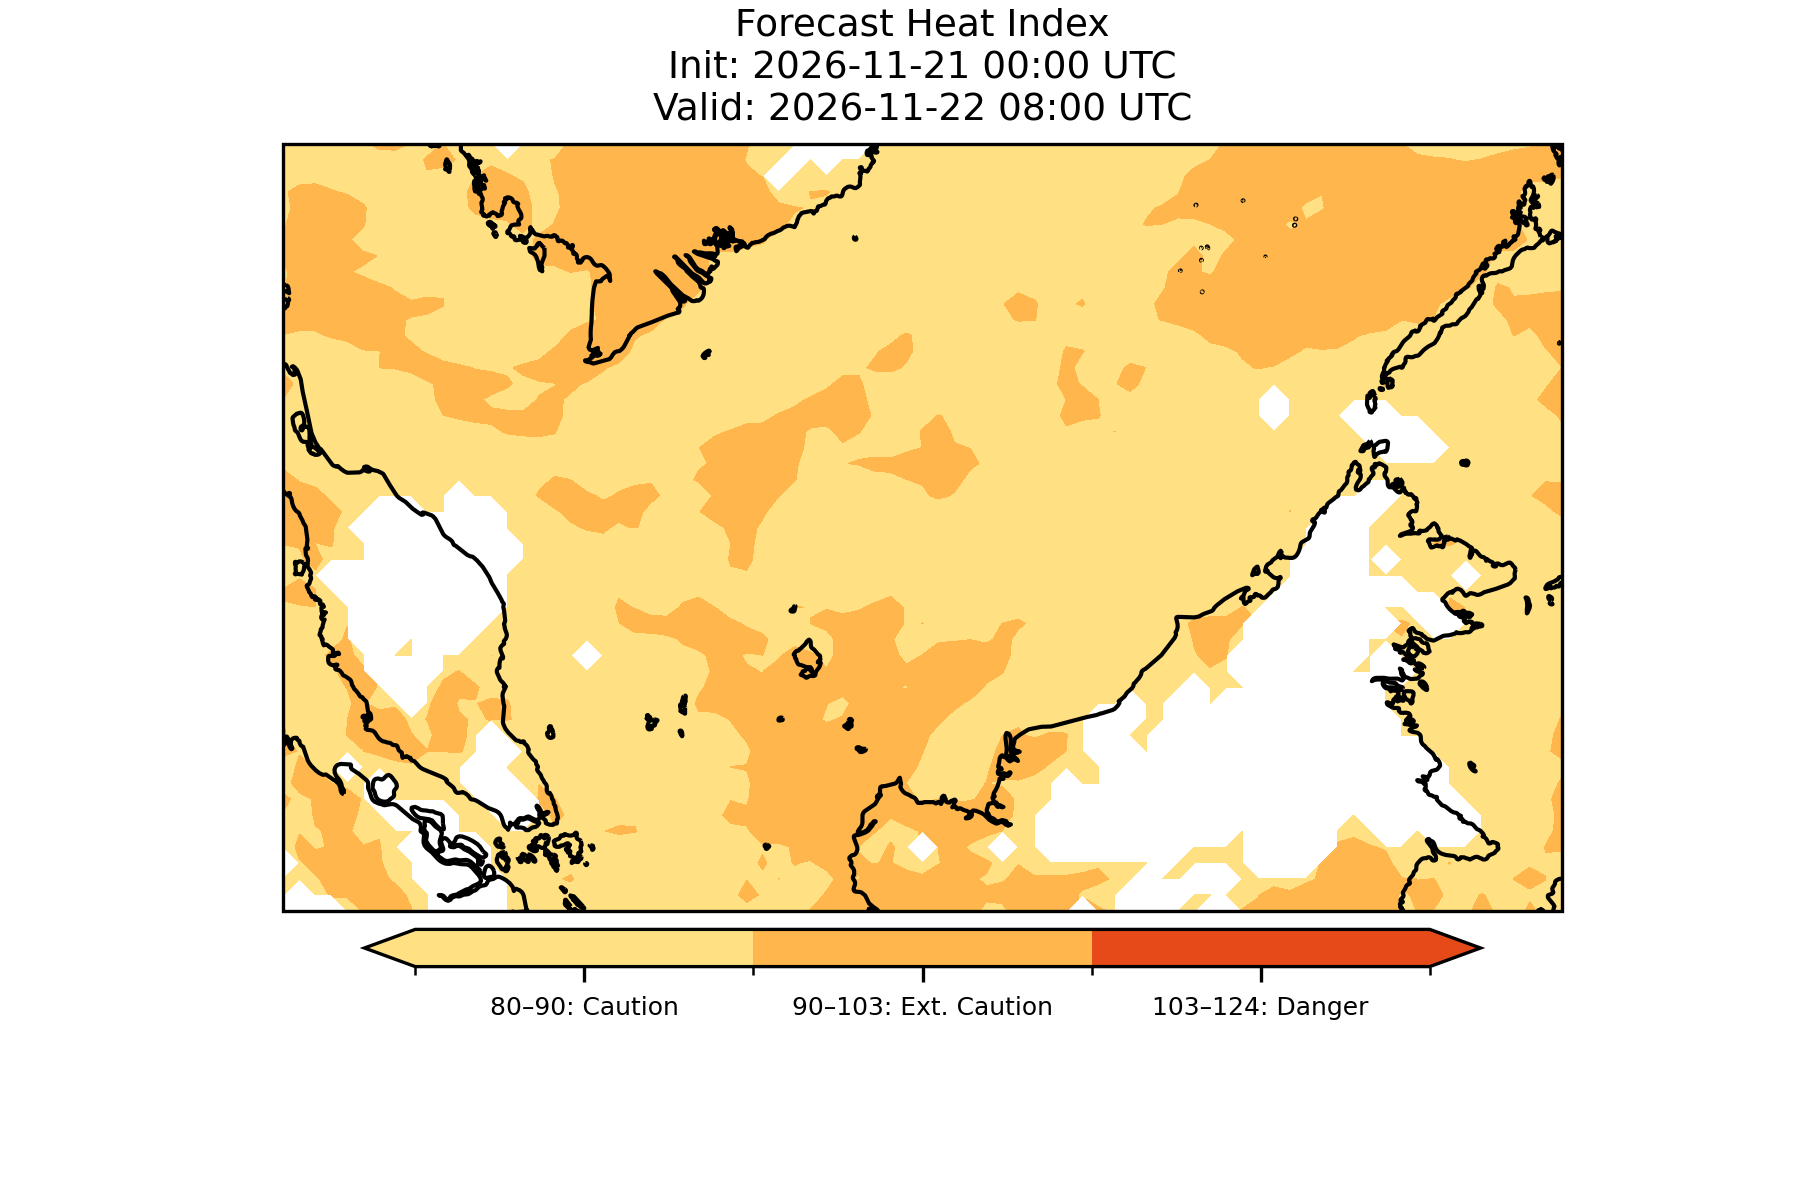 Forecast Heat Index
Init: 2026-11-21 00:00 UTC
Valid: 2026-11-22 08:00 UTC
80–90: Caution
90–103: Ext. Caution
103–124: Danger